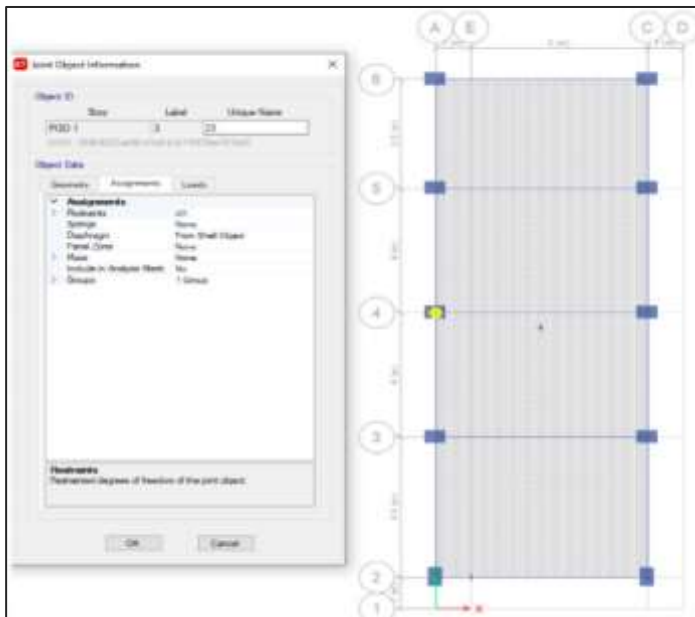 Joint Object Information
Object ID
Story Label Unique Name
PISO 1 3 23
Object Data
Geometry Assignments Loads
Assignments
Restraints
Springs None
Diaphragm From Shell Object
Panel Zone None
Mass None
Include in Analysis Mesh No
Groups 1 Group
Restraints
Restrained degrees of freedom of the joint object.
OK Cancel
A E C D
6
5
4
3
2
1
X